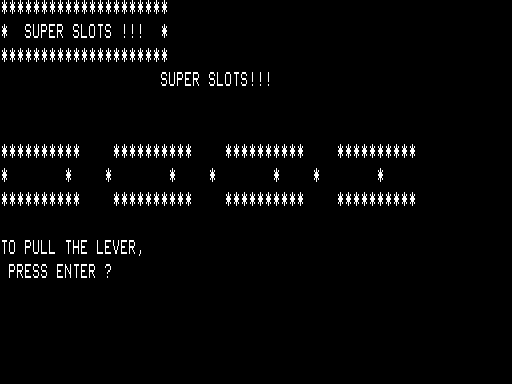 *********************
*  SUPER SLOTS !!!  *
*********************
SUPER SLOTS!!!
**********    **********    **********    **********
*       *    *       *    *       *    *       *
**********    **********    **********    **********
TO PULL THE LEVER,
PRESS ENTER ?